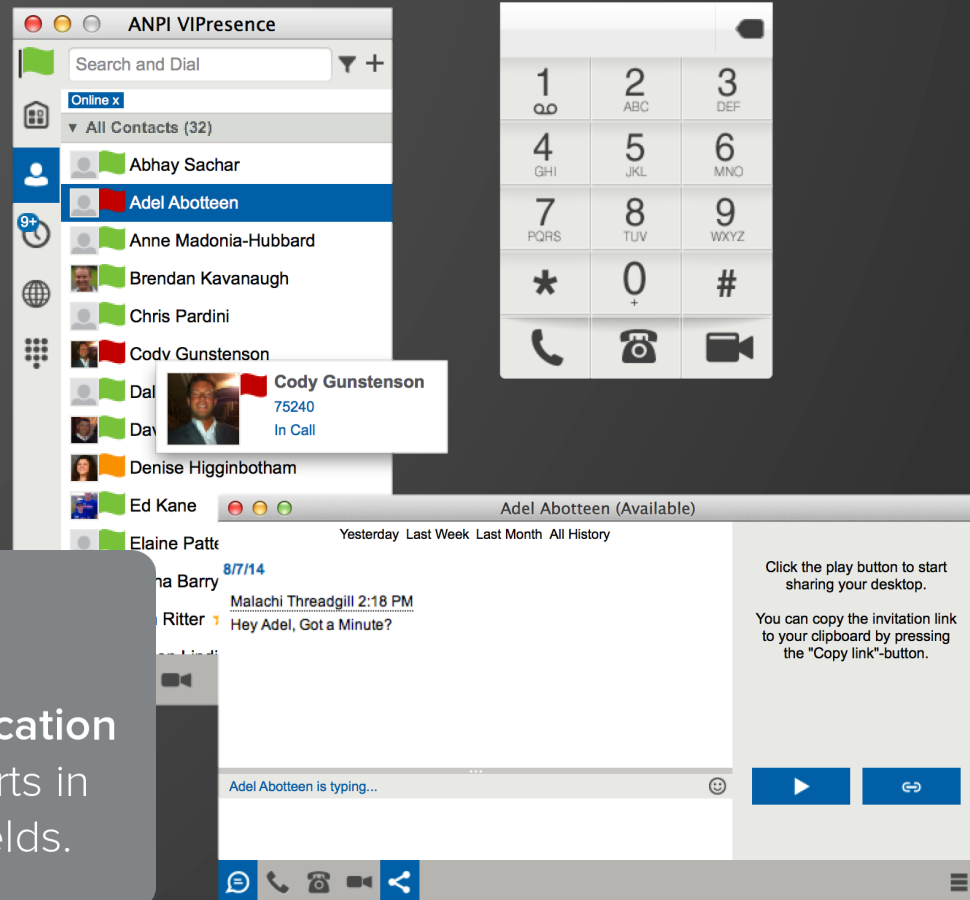 ANPI VIPresence
Search and Dial
Online x
All Contacts (32)
Abhay Sachar
Adel Abotteen
9+
Anne Madonia-Hubbard
Brendan Kavanaugh
Chris Pardini
Cody Gunstenson
Dal
Dav
Cody Gunstenson
75240
In Call
Denise Higginbotham
Ed Kane
Elaine Patte
na Barry
Ritter
1
2 ABC
3 DEF
4 GHI
5 JKL
6 MNO
7 PQRS
8 TUV
9 WXYZ
*
0 +
#
Adel Abotteen (Available)
Yesterday Last Week Last Month All History
8/7/14
Malachi Threadgill 2:18 PM
Hey Adel, Got a Minute?
Adel Abotteen is typing...
Click the play button to start
sharing your desktop.
You can copy the invitation link
to your clipboard by pressing
the "Copy link"-button.
cation
rts in
elds.